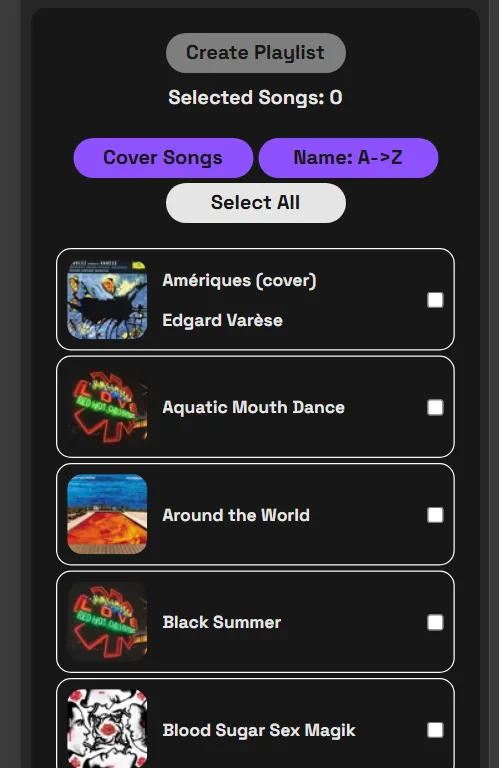 Create Playlist
Selected Songs: 0
Cover Songs
Name: A->Z
Select All
Amériques (cover)
Edgard Varèse
Aquatic Mouth Dance
Around the World
Black Summer
Blood Sugar Sex Magik